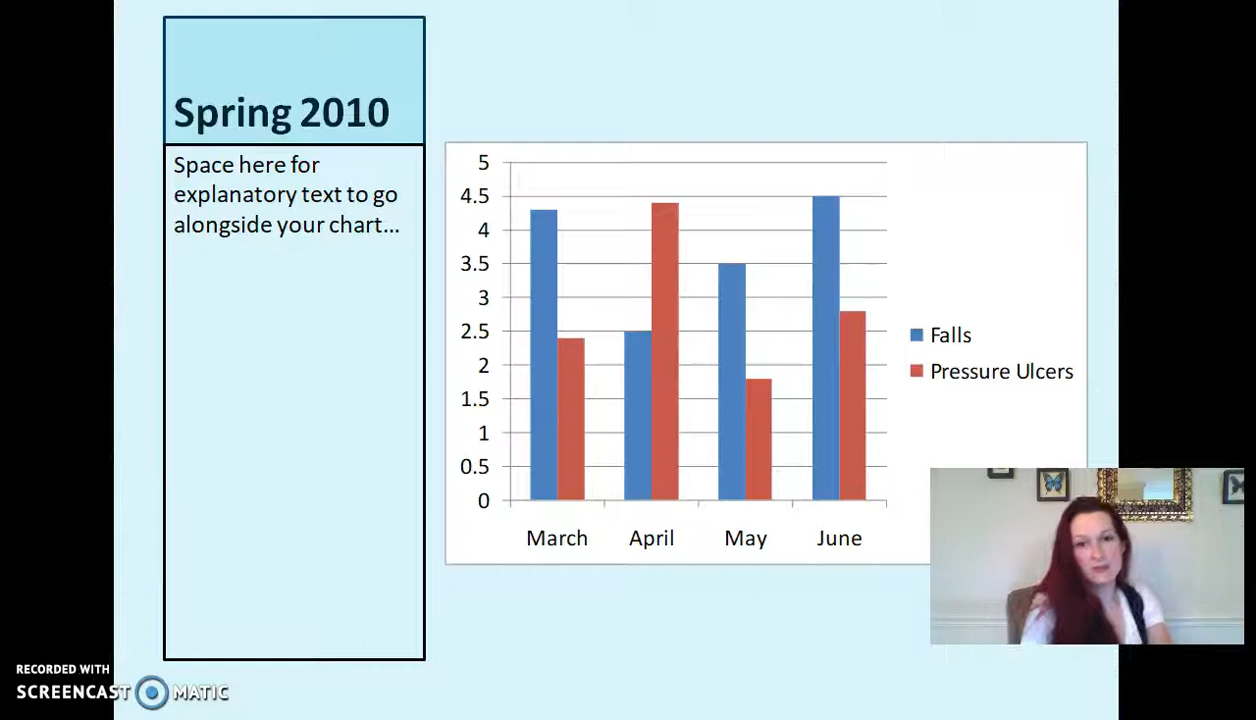 Spring 2010
Space here for
explanatory text to go
alongside your chart...
5
4.5
4
3.5
3
2.5
2
1.5
1
0.5
0
March April May June
Falls
Pressure Ulcers
RECORDED WITH
SCREENCAST MATIC